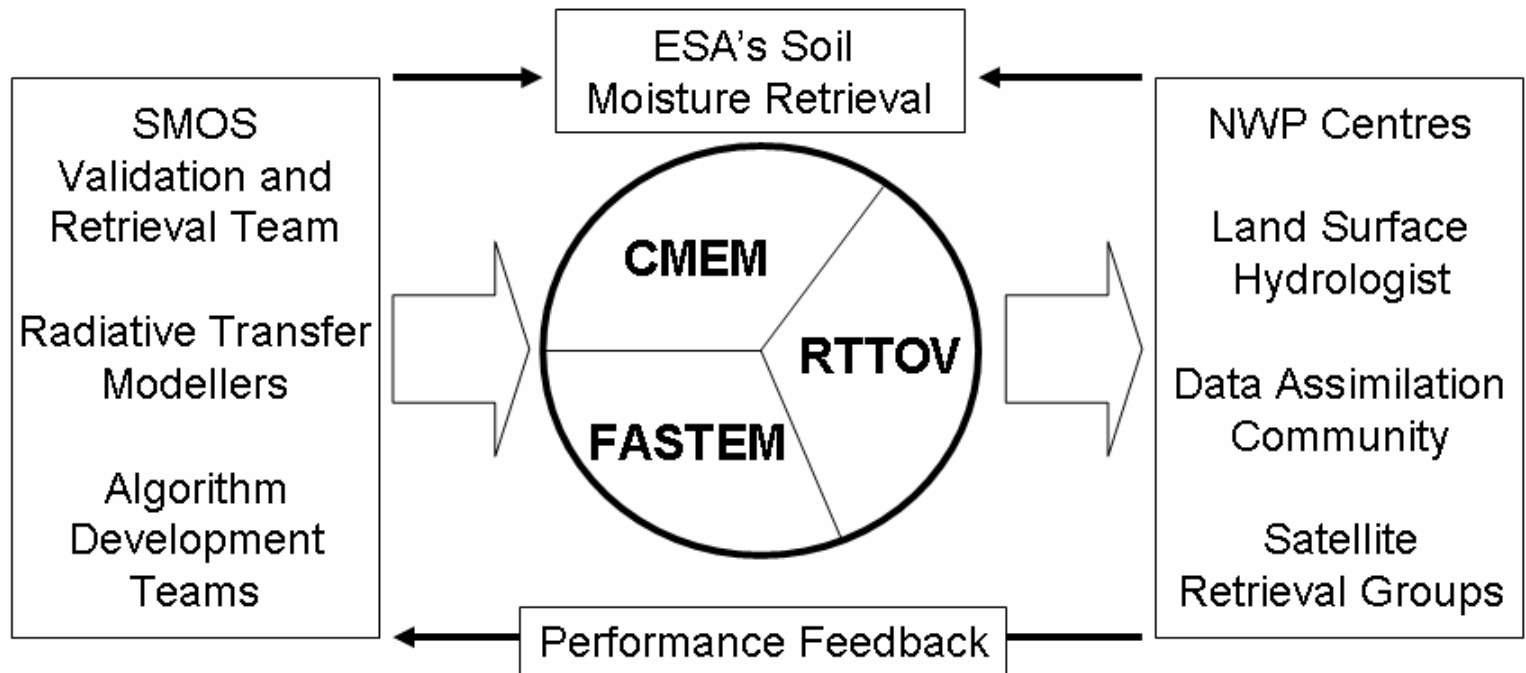 ESA's Soil
Moisture Retrieval
SMOS
Validation and
Retrieval Team
Radiative Transfer
Modellers
Algorithm
Development
Teams
CMEM
RTTOV
FASTEM
NWP Centres
Land Surface
Hydrologist
Data Assimilation
Community
Satellite
Retrieval Groups
Performance Feedback